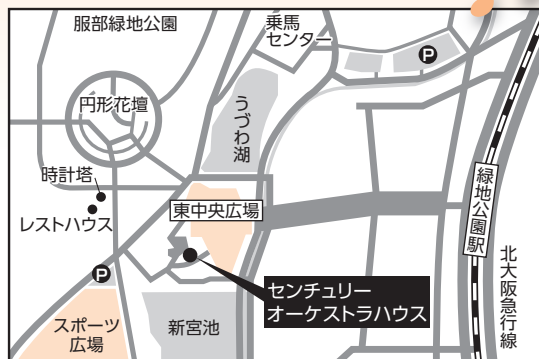 服部緑地公園
乗馬
センター
P
円形花壇
うづわ湖
時計塔
レストハウス
東中央広場
緑地公園駅
北大阪急行線
P
センチュリー
オーケストラハウス
スポーツ
広場
新宮池